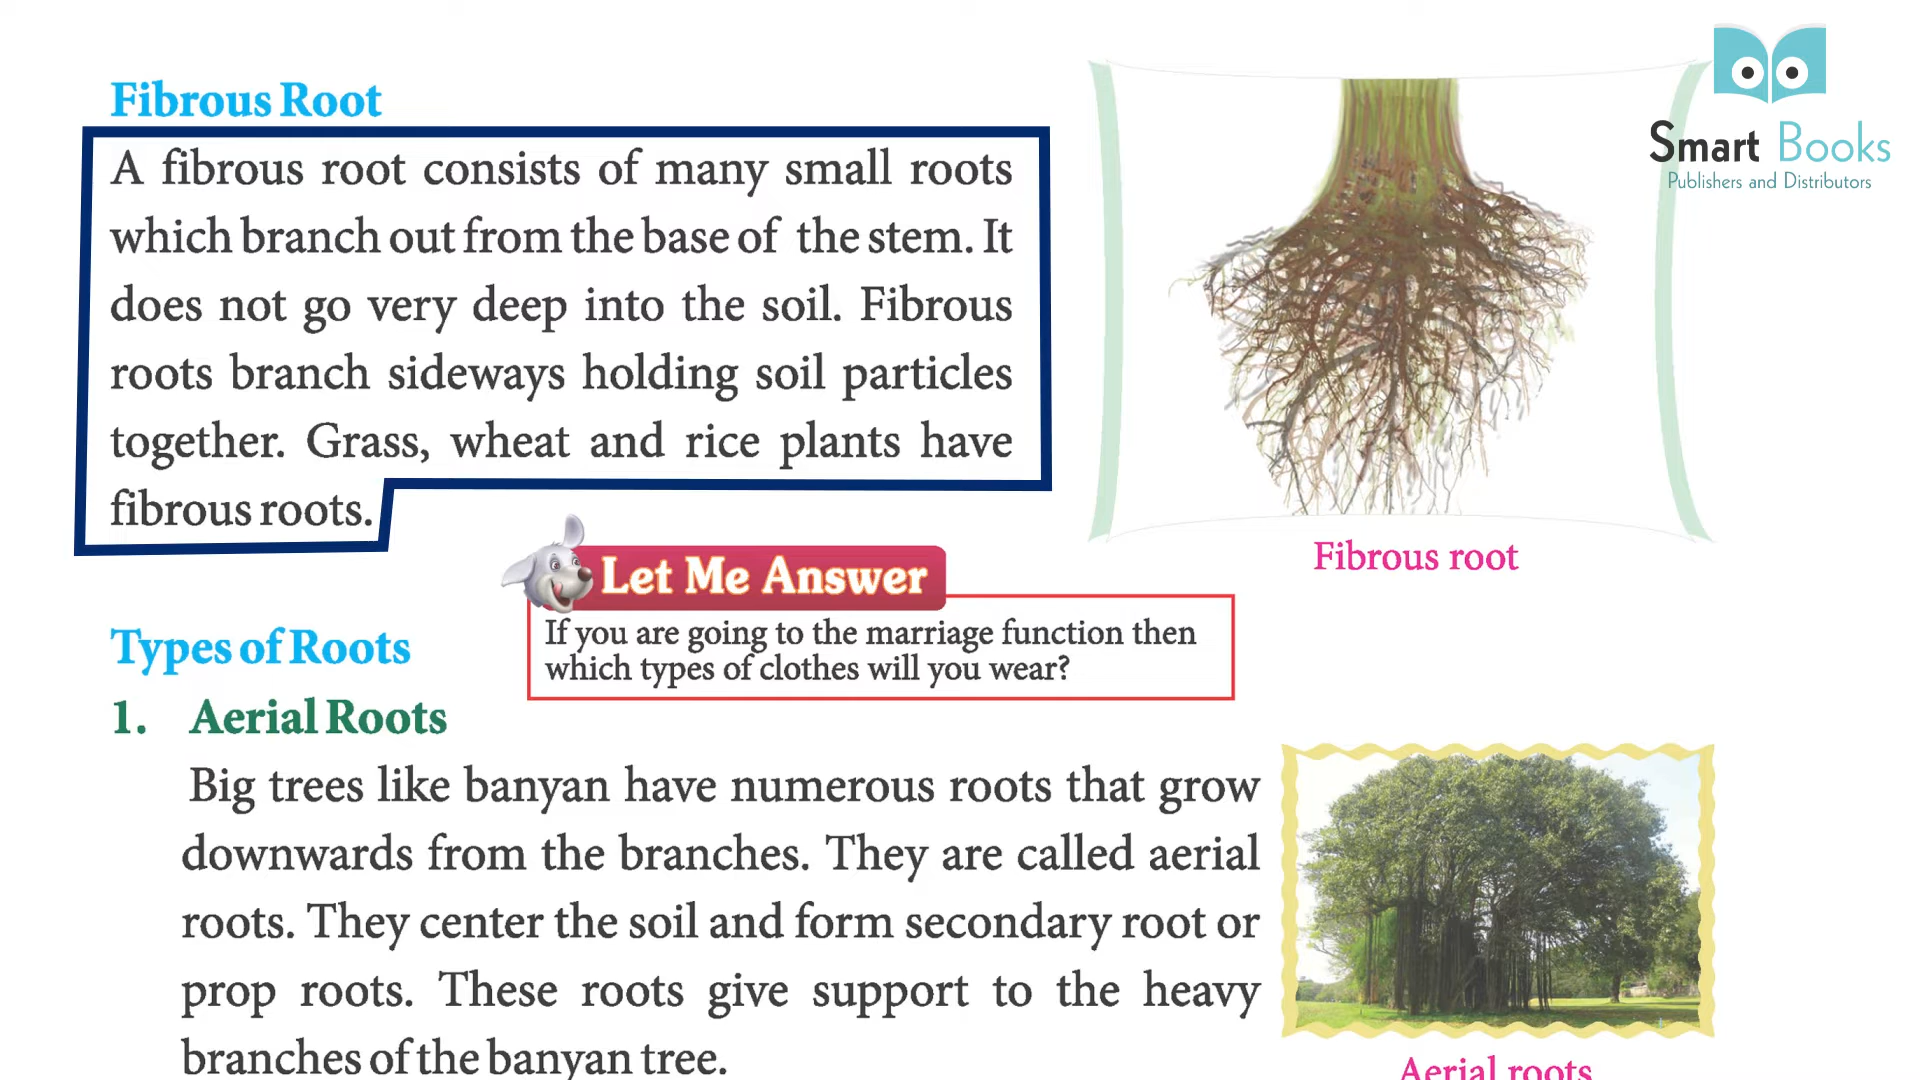 Smart Books
Publishers and Distributors
Fibrous Root
A fibrous root consists of many small roots
which branch out from the base of the stem. It
does not go very deep into the soil. Fibrous
roots branch sideways holding soil particles
together. Grass, wheat and rice plants have
fibrous roots.
Fibrous root
Let Me Answer
If you are going to the marriage function then
which types of clothes will you wear?
Types of Roots
1. Aerial Roots
Big trees like banyan have numerous roots that grow
downwards from the branches. They are called aerial
roots. They center the soil and form secondary root or
prop roots. These roots give support to the heavy
branches of the banyan tree.
Aerial roots